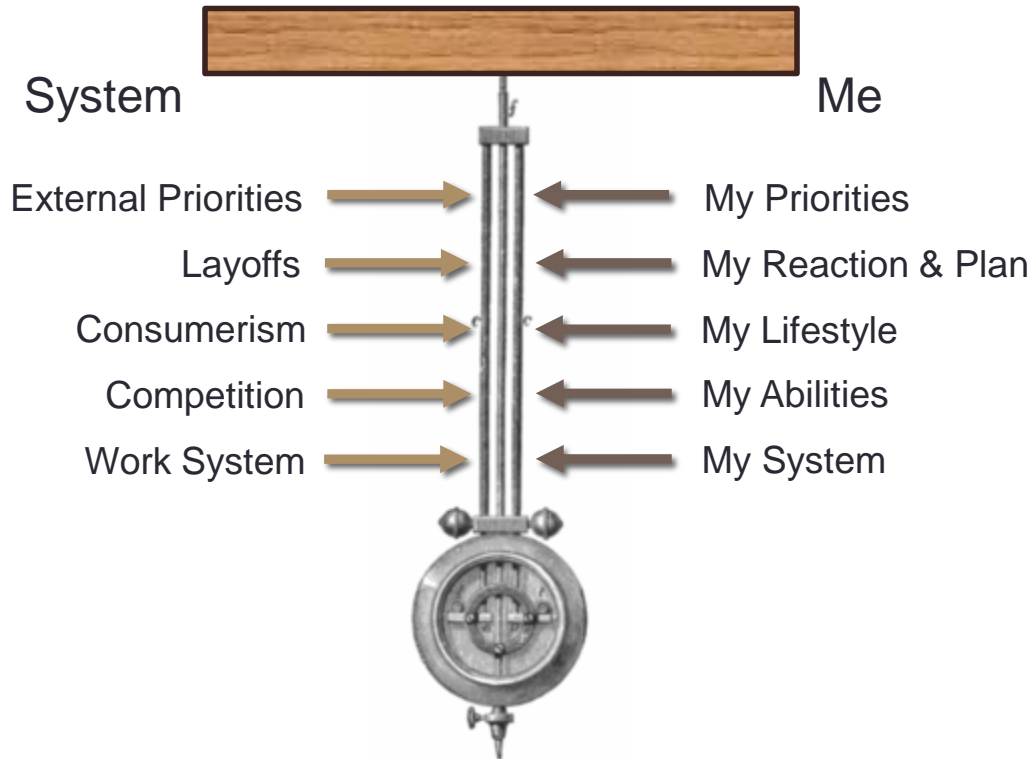 System
Me
f
External Priorities
My Priorities
Layoffs
My Reaction & Plan
Consumerism
e
e
My Lifestyle
Competition
My Abilities
Work System
My System